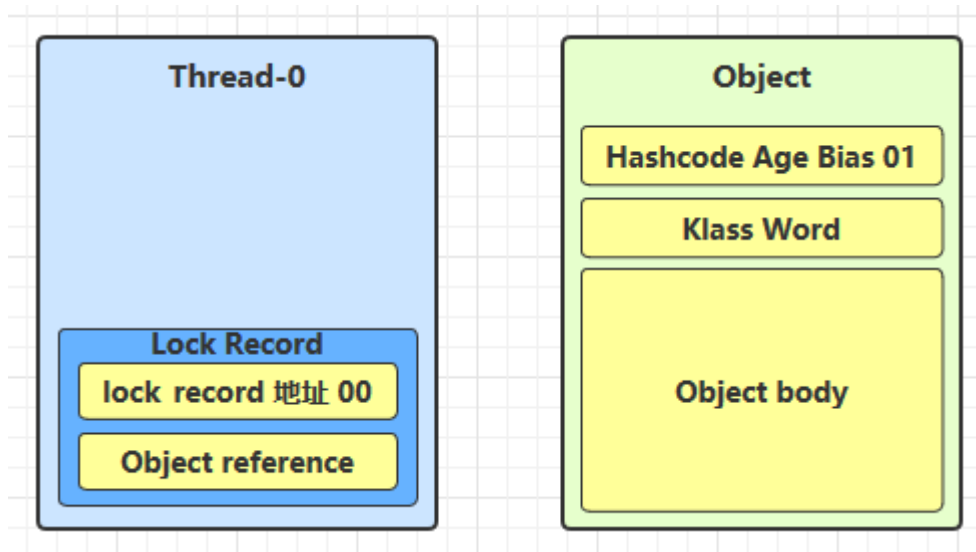 Thread-0
Lock Record
lock record 地址 00
Object reference
Object
Hashcode Age Bias 01
Klass Word
Object body